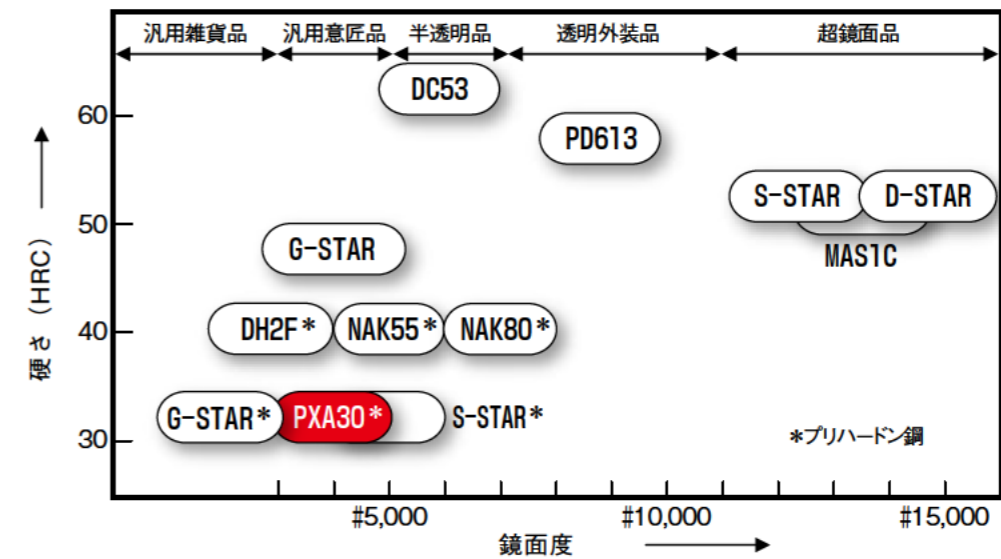 汎用雑貨品 汎用意匠品 半透明品 透明外装品 超鏡面品
DC53
60
PD613
S-STAR D-STAR
50
MAS1C
G-STAR
硬さ(HRC)
40
DH2F* NAK55* NAK80*
30
G-STAR* PXA30* S-STAR*
*プリハードン鋼
#5,000 #10,000 #15,000
鏡面度